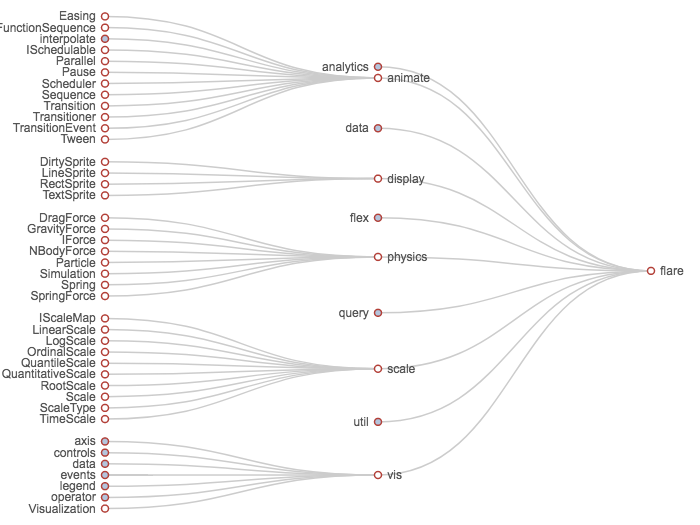 Easing
FunctionSequence
interpolate
ISchedulable
Parallel
Pause
Scheduler
Sequence
Transition
Transitioner
TransitionEvent
Tween
DirtySprite
LineSprite
RectSprite
TextSprite
DragForce
GravityForce
IForce
NBodyForce
Particle
Simulation
Spring
SpringForce
IScaleMap
LinearScale
LogScale
OrdinalScale
QuantileScale
QuantitativeScale
RootScale
Scale
ScaleType
TimeScale
axis
controls
data
events
legend
operator
Visualization
analytics
animate
data
display
flex
physics
query
scale
util
vis
flare